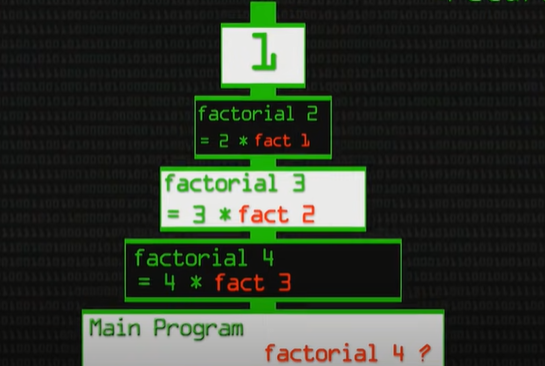 1
factorial 2
= 2 * fact 1
factorial 3
= 3 * fact 2
factorial 4
= 4 * fact 3
Main Program
factorial 4 ?